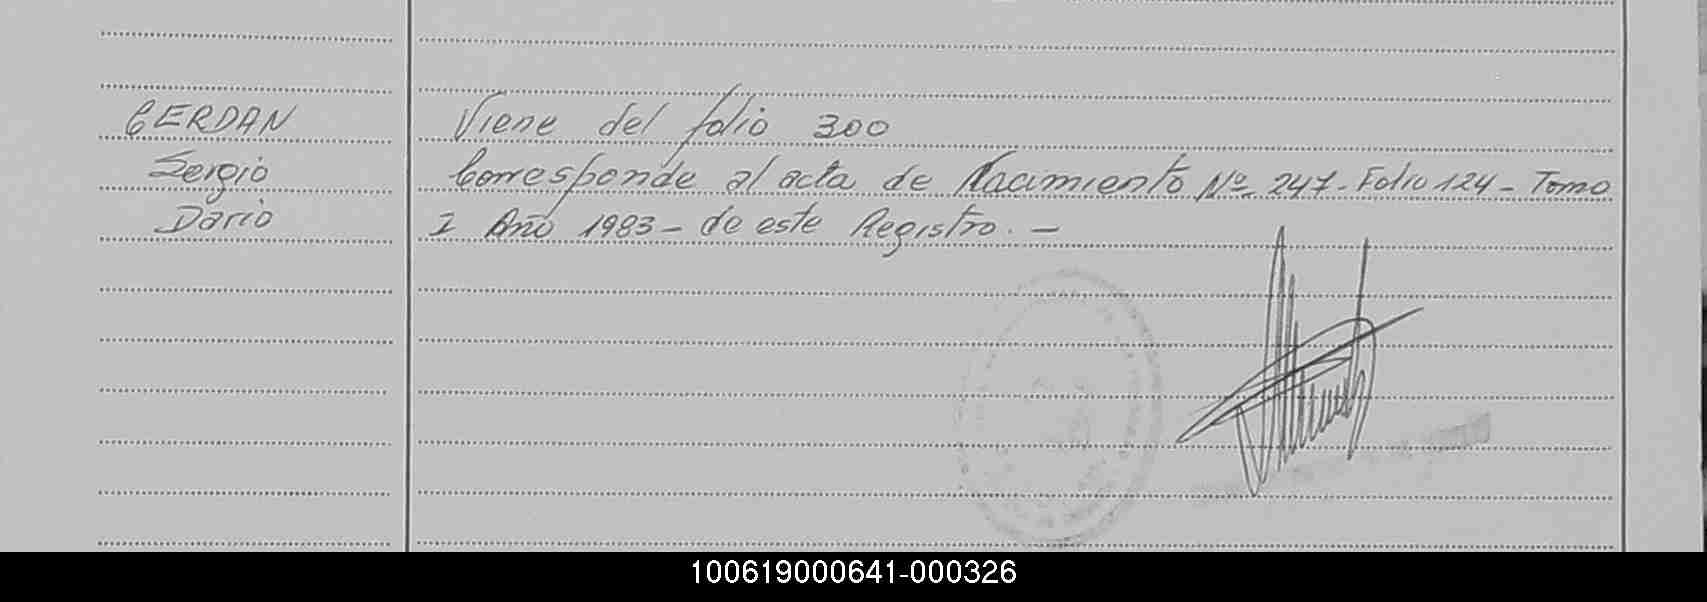 CERDAN
Sergio
Dario
Viene del folio 300
Corresponde al acta de Nacimiento Nº 247 - Folio 124 - Tomo
I Año 1983 - de este Registro. -
100619000641-000326